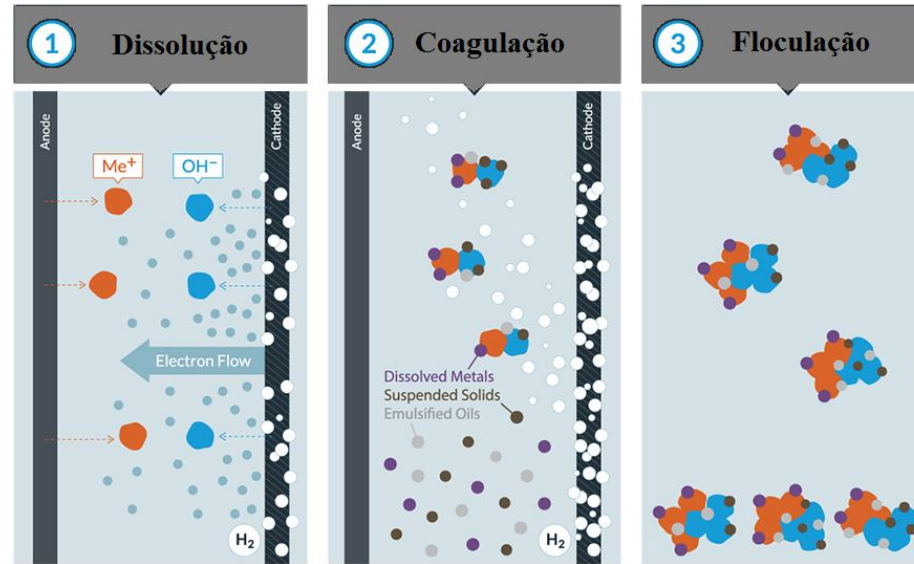 1 Dissolução
Anode
Cathode
Me⁺
OH⁻
Electron Flow
H₂
2 Coagulação
Anode
Cathode
Dissolved Metals
Suspended Solids
Emulsified Oils
H₂
3 Floculação